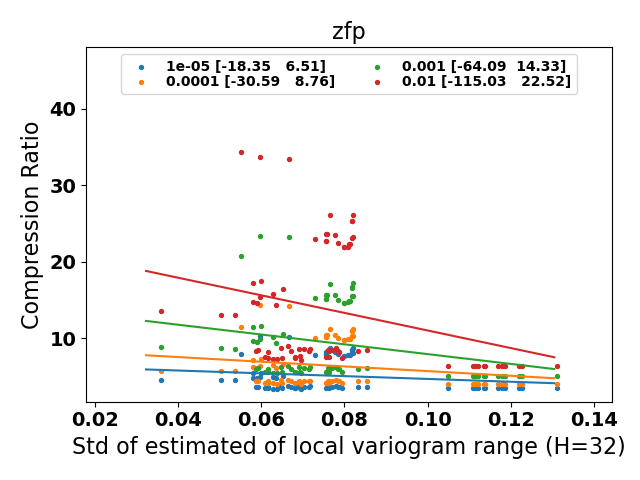 zfp
1e-05 [-18.35 6.51]
0.0001 [-30.59 8.76]
0.001 [-64.09 14.33]
0.01 [-115.03 22.52]
Compression Ratio
40
30
20
10
0.02 0.04 0.06 0.08 0.10 0.12 0.14
Std of estimated of local variogram range (H=32)